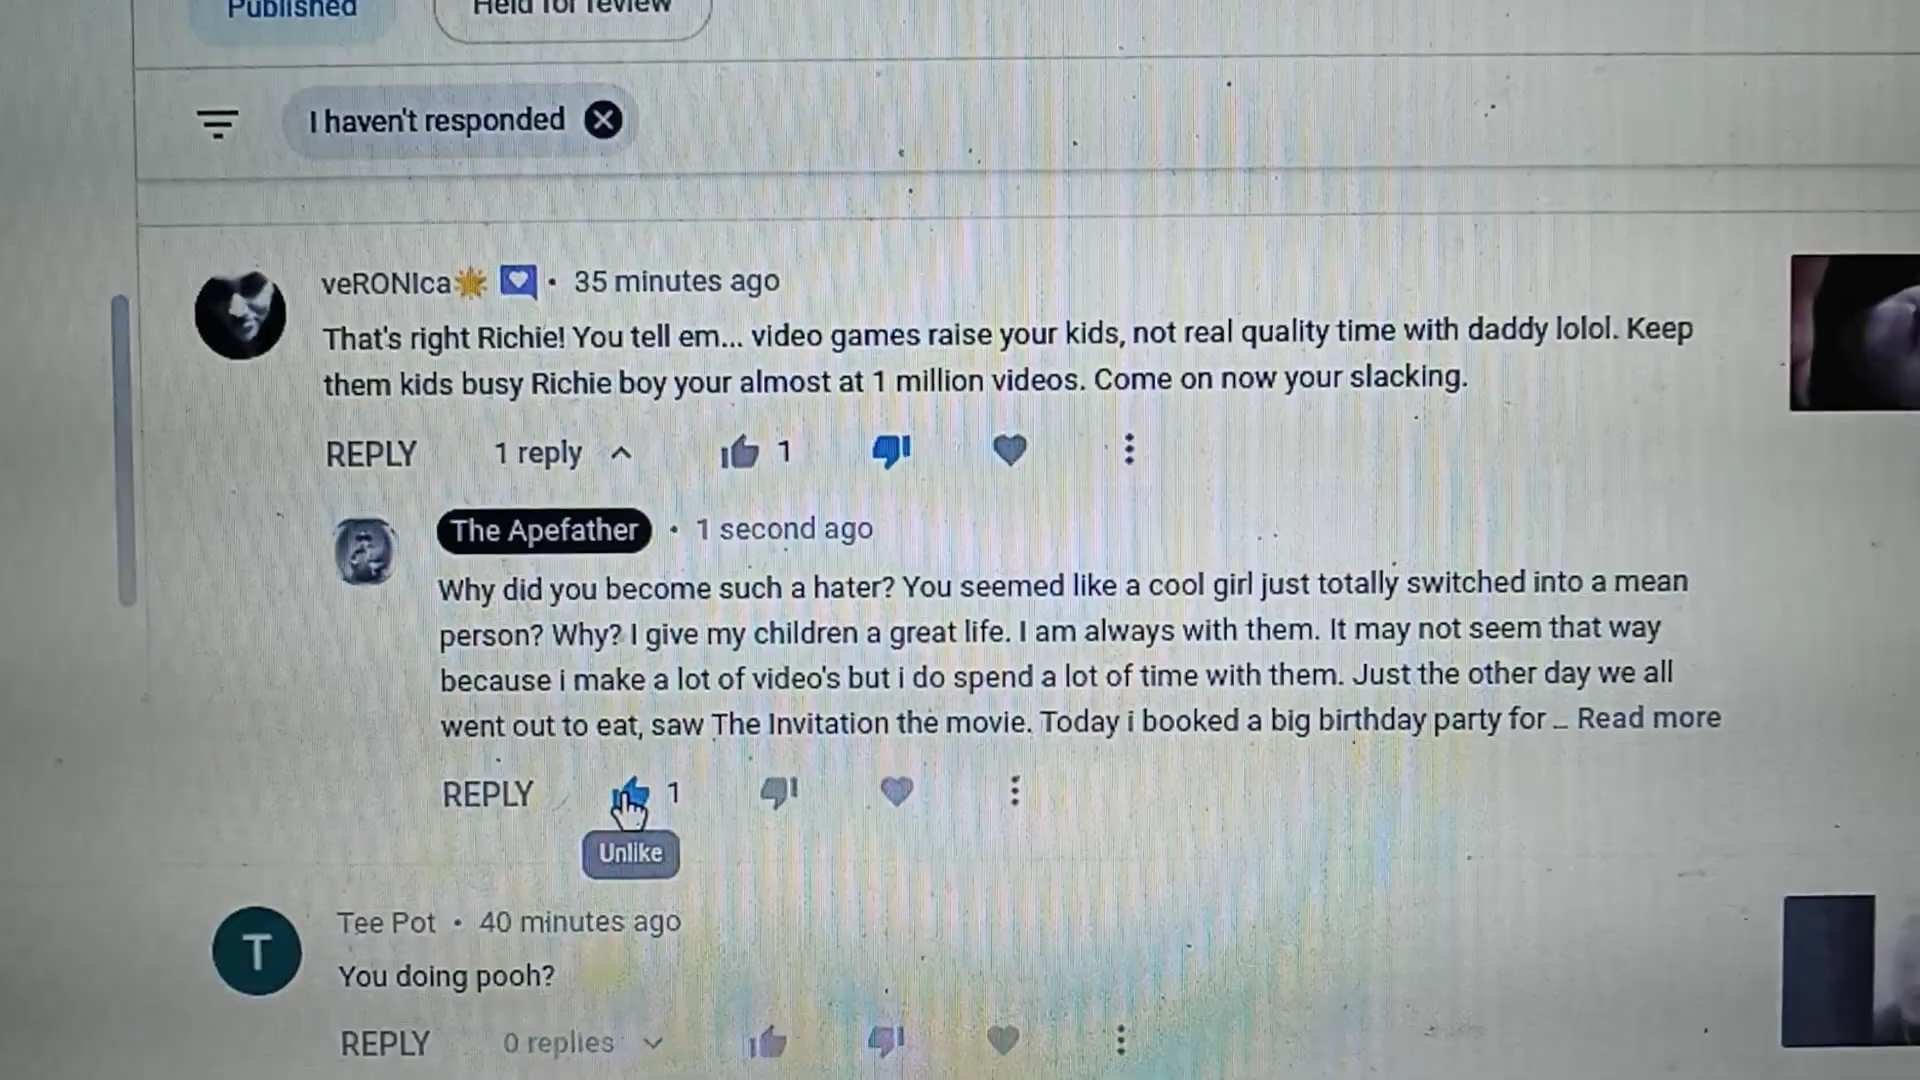 Published
Held for review
I haven't responded
veRONIca • 35 minutes ago
That's right Richie! You tell em... video games raise your kids, not real quality time with daddy lolol. Keep
them kids busy Richie boy your almost at 1 million videos. Come on now your slacking.
REPLY 1 reply 1
The Apefather • 1 second ago
Why did you become such a hater? You seemed like a cool girl just totally switched into a mean
person? Why? I give my children a great life. I am always with them. It may not seem that way
because i make a lot of video's but i do spend a lot of time with them. Just the other day we all
went out to eat, saw The Invitation the movie. Today i booked a big birthday party for ... Read more
REPLY 1
Unlike
T
Tee Pot • 40 minutes ago
You doing pooh?
REPLY 0 replies